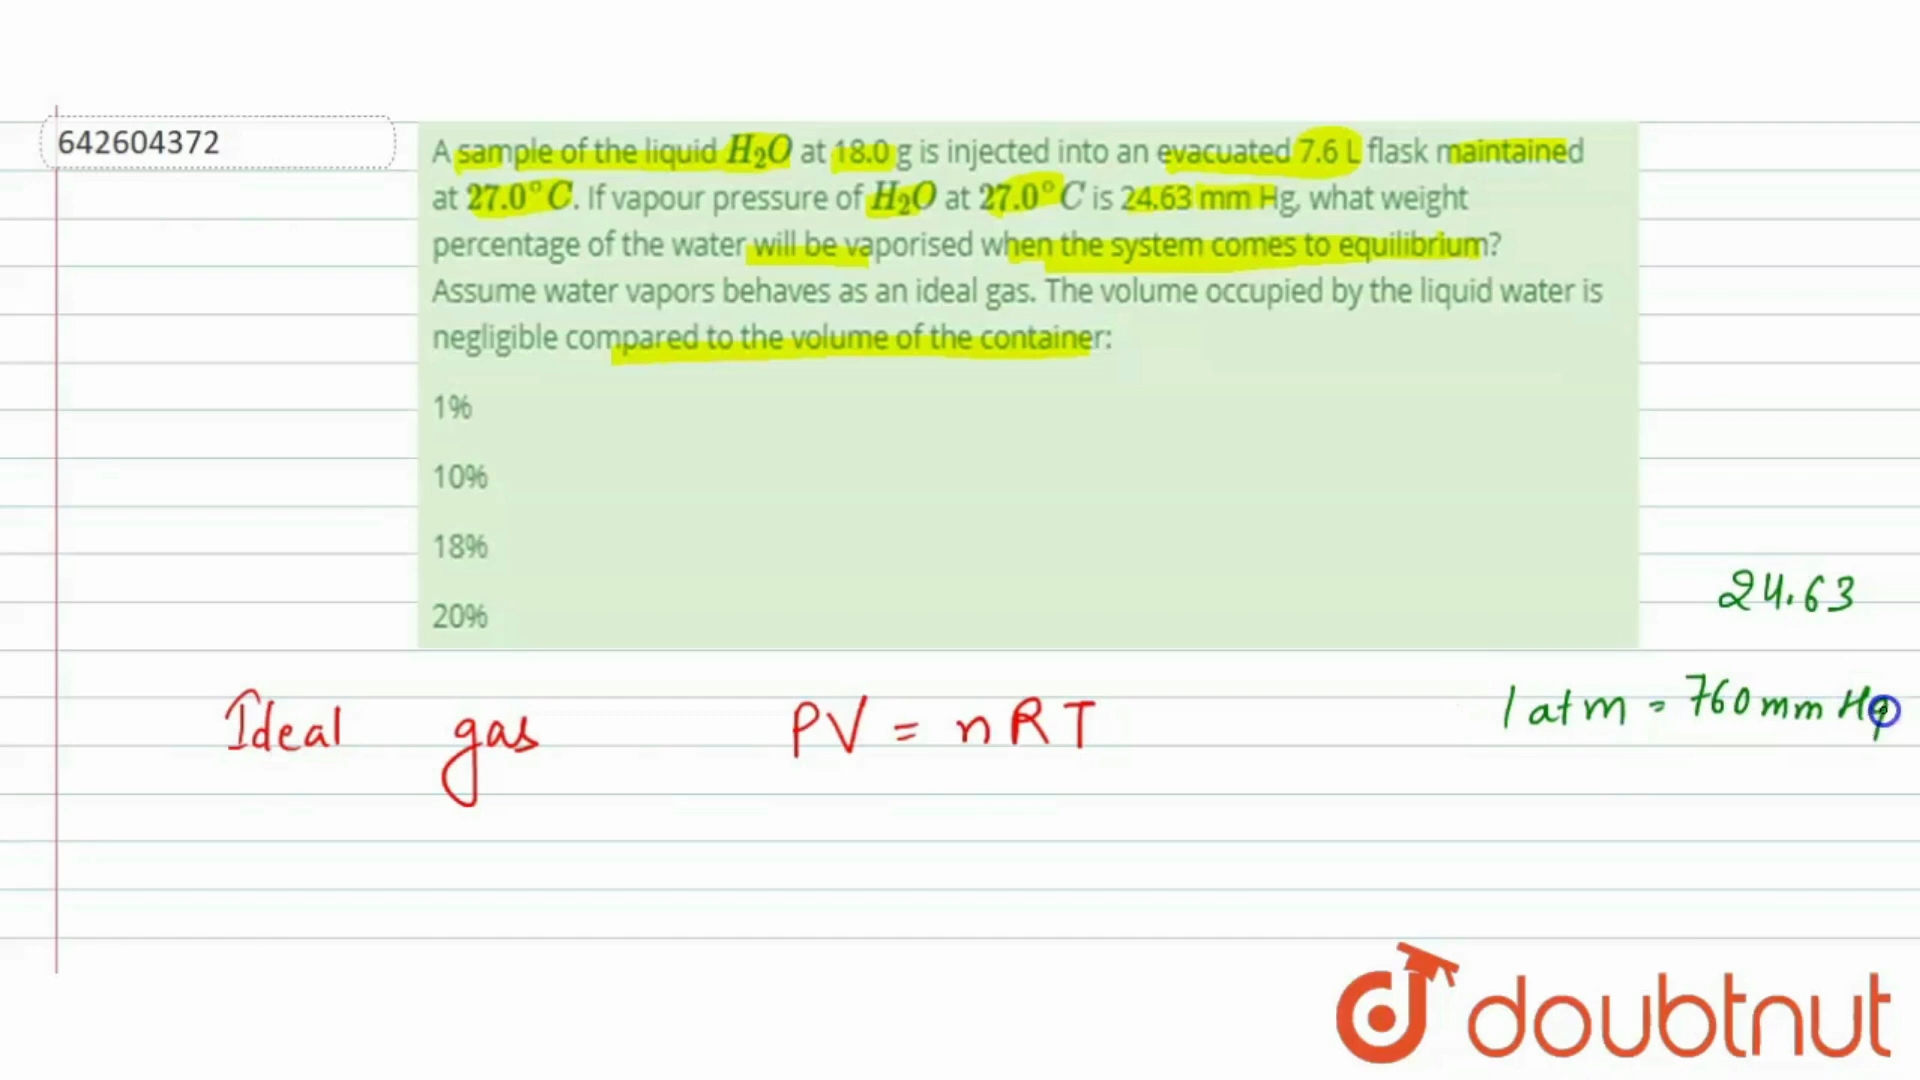 642604372
A sample of the liquid H₂O at 18.0 g is injected into an evacuated 7.6 L flask maintained
at 27.0°C. If vapour pressure of H₂O at 27.0°C is 24.63 mm Hg, what weight
percentage of the water will be vaporised when the system comes to equilibrium?
Assume water vapors behaves as an ideal gas. The volume occupied by the liquid water is
negligible compared to the volume of the container:
1%
10%
18%
20%
24.63
Ideal gas PV = nRT
1 atm = 760 mm Hg
doubtnut